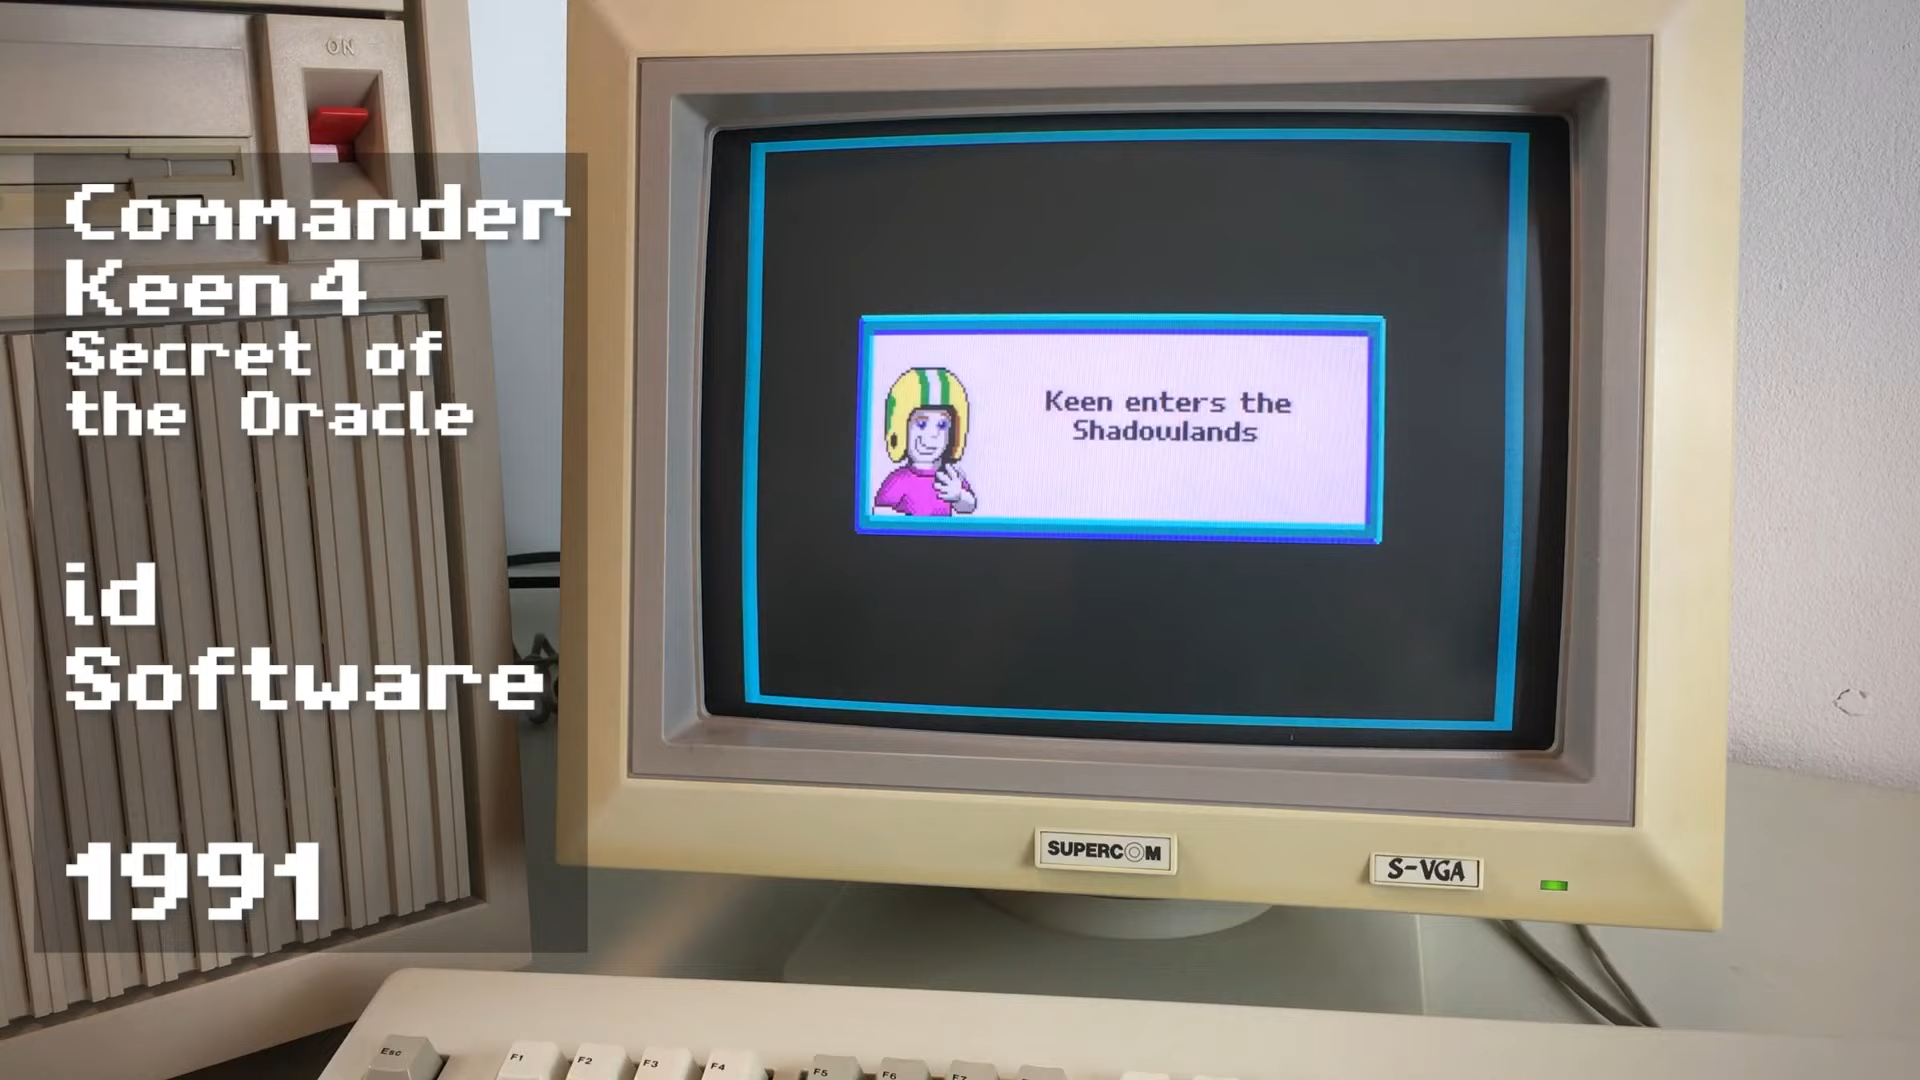 ON
Commander
Keen 4
Secret of
the Oracle
id
Software
1991
Keen enters the
Shadowlands
SUPERCOM
S-VGA
Esc
F1
F2
F3
F4
F5
F6
F7